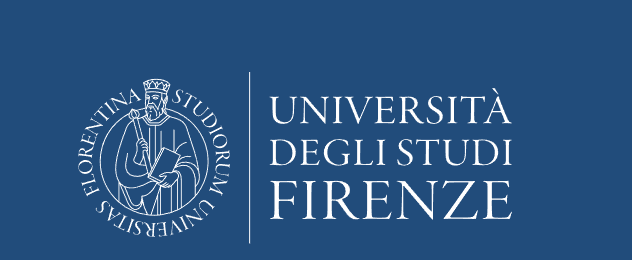 FLORENTINA STUDIORUM UNIVERSITAS
UNIVERSITÀ
DEGLI STUDI
FIRENZE